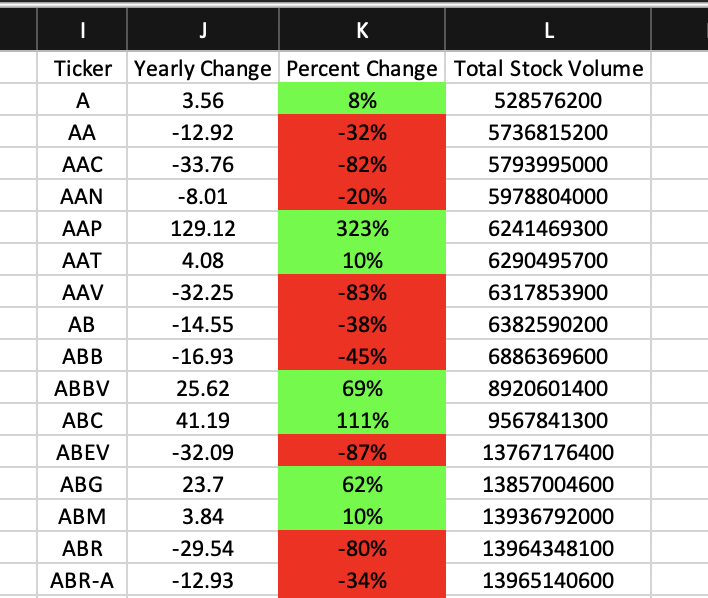 I J K L
Ticker Yearly Change Percent Change Total Stock Volume
A 3.56 8% 528576200
AA -12.92 -32% 5736815200
AAC -33.76 -82% 5793995000
AAN -8.01 -20% 5978804000
AAP 129.12 323% 6241469300
AAT 4.08 10% 6290495700
AAV -32.25 -83% 6317853900
AB -14.55 -38% 6382590200
ABB -16.93 -45% 6886369600
ABBV 25.62 69% 8920601400
ABC 41.19 111% 9567841300
ABEV -32.09 -87% 13767176400
ABG 23.7 62% 13857004600
ABM 3.84 10% 13936792000
ABR -29.54 -80% 13964348100
ABR-A -12.93 -34% 13965140600